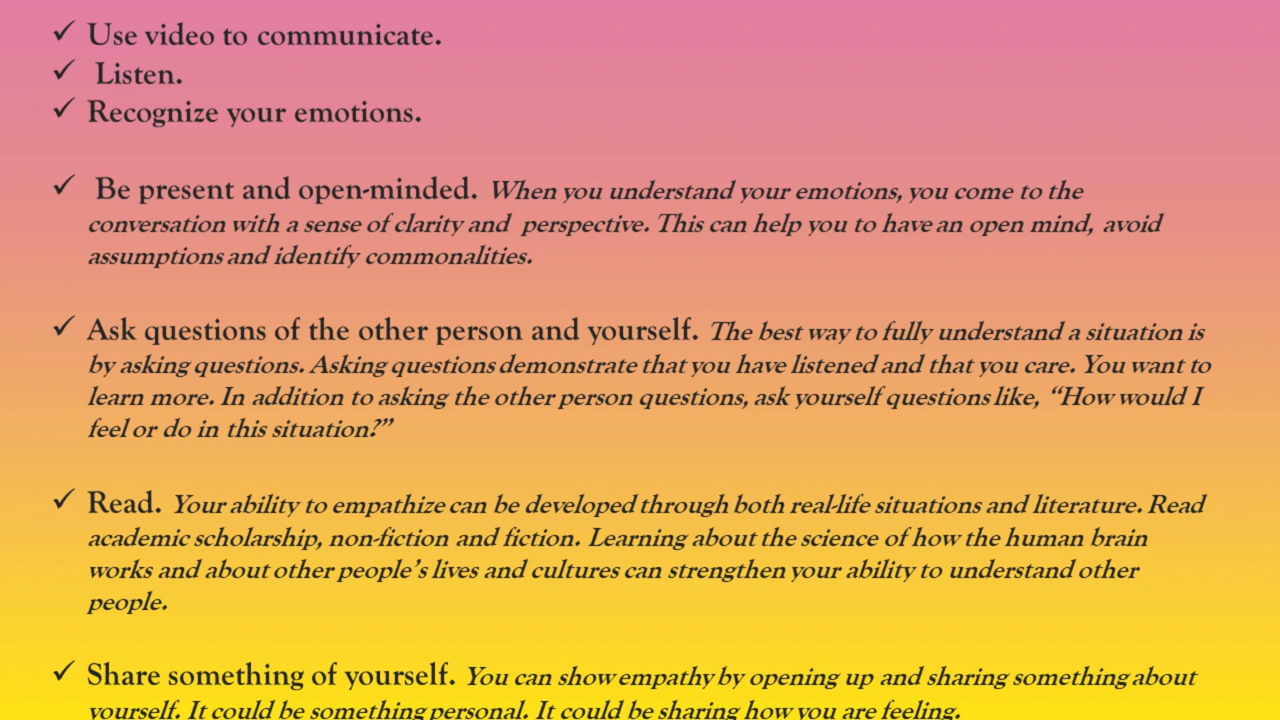 ✓ Use video to communicate.
✓ Listen.
✓ Recognize your emotions.
✓ Be present and open-minded. When you understand your emotions, you come to the
conversation with a sense of clarity and perspective. This can help you to have an open mind, avoid
assumptions and identify commonalities.
✓ Ask questions of the other person and yourself. The best way to fully understand a situation is
by asking questions. Asking questions demonstrate that you have listened and that you care. You want to
learn more. In addition to asking the other person questions, ask yourself questions like, “How would I
feel or do in this situation?”
✓ Read. Your ability to empathize can be developed through both real-life situations and literature. Read
academic scholarship, non-fiction and fiction. Learning about the science of how the human brain
works and about other people’s lives and cultures can strengthen your ability to understand other
people.
✓ Share something of yourself. You can show empathy by opening up and sharing something about
yourself. It could be something personal. It could be sharing how you are feeling.